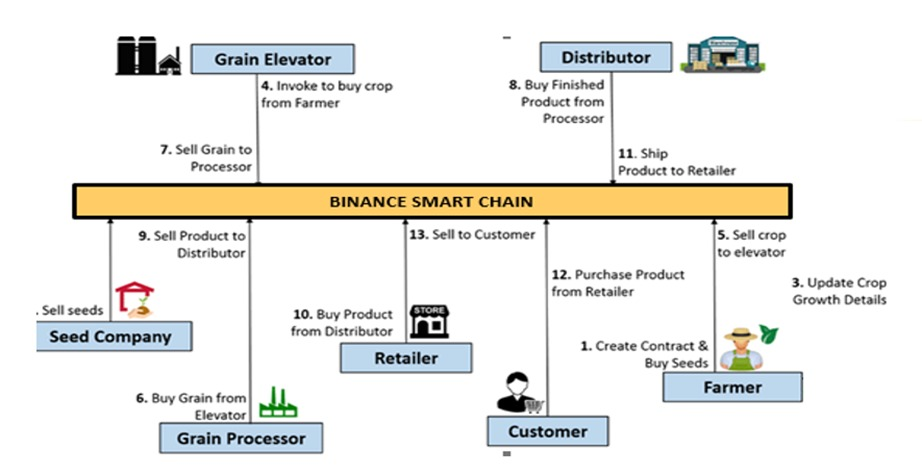 Grain Elevator
Distributor
4. Invoke to buy crop
from Farmer
8. Buy Finished
Product from
Processor
7. Sell Grain to
Processor
11. Ship
Product to Retailer
BINANCE SMART CHAIN
9. Sell Product to
Distributor
13. Sell to Customer
5. Sell crop
to elevator
12. Purchase Product
from Retailer
3. Update Crop
Growth Details
. Sell seeds
Seed Company
10. Buy Product
from Distributor
STORE
Retailer
1. Create Contract &
Buy Seeds
Farmer
6. Buy Grain from
Elevator
Grain Processor
Customer